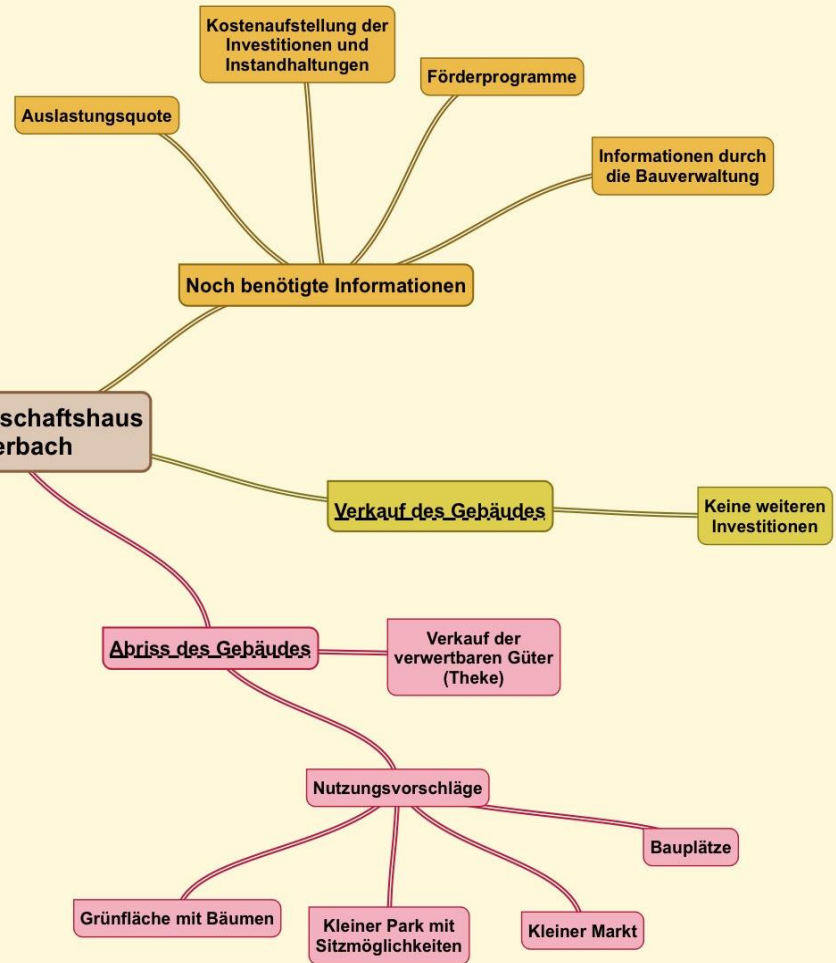 Kostenaufstellung der
Investitionen und
Instandhaltungen
Förderprogramme
Auslastungsquote
Informationen durch
die Bauverwaltung
Noch benötigte Informationen
schaftshaus
erbach
Verkauf des Gebäudes
Keine weiteren
Investitionen
Abriss des Gebäudes
Verkauf der
verwertbaren Güter
(Theke)
Nutzungsvorschläge
Bauplätze
Grünfläche mit Bäumen
Kleiner Park mit
Sitzmöglichkeiten
Kleiner Markt